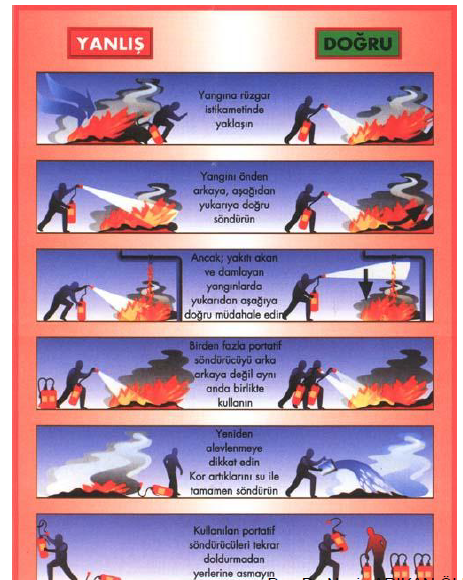 YANLIŞ
DOĞRU
Yangına rüzgar
istikametinde
yaklaşın
Yangını önden
arkaya, aşağıdan
yukarıya doğru
söndürün
Ancak; yakıtı akan
ve damlayan
yangınlarda
yukarıdan aşağıya
doğru müdahale edin
Birden fazla portatif
söndürücüyü arka
arkaya değil aynı
anda birlikte
kullanın
Yeniden
alevlenmeye
dikkat edin
Kor artıklarını su ile
tamamen söndürün
Kullanılan portatif
söndürücüleri tekrar
doldurmadan
yerlerine asmayın